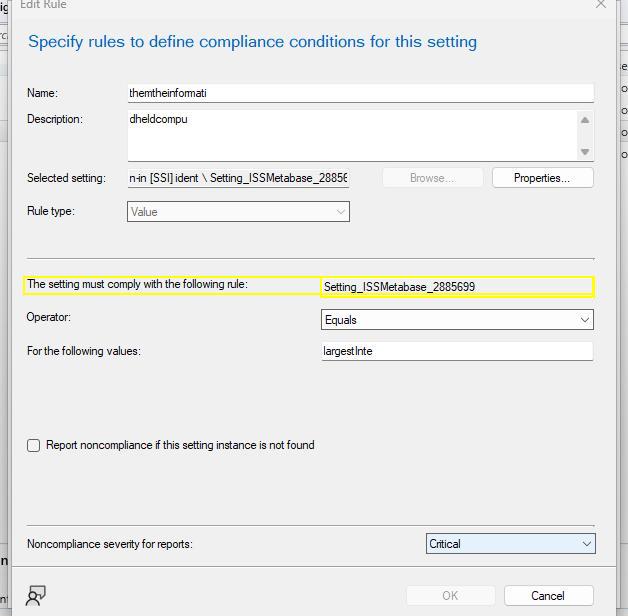 Edit Rule
Specify rules to define compliance conditions for this setting
Name:
themtheinformati
Description:
dheldcompu
Selected setting:
n-in [SSI] ident \ Setting_ISSMetabase_2885
Browse...
Properties...
Rule type:
Value
The setting must comply with the following rule:
Setting_ISSMetabase_2885699
Operator:
Equals
For the following values:
largestInte
Report noncompliance if this setting instance is not found
Noncompliance severity for reports:
Critical
OK
Cancel